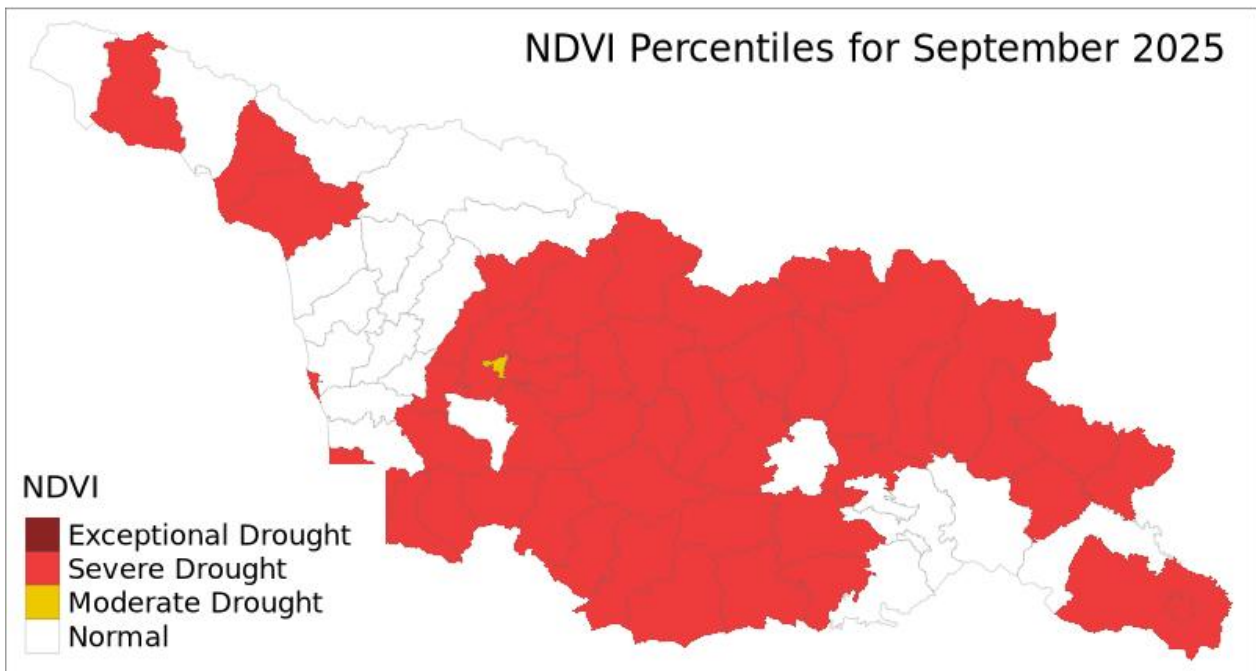 NDVI Percentiles for September 2025
NDVI
Exceptional Drought
Severe Drought
Moderate Drought
Normal